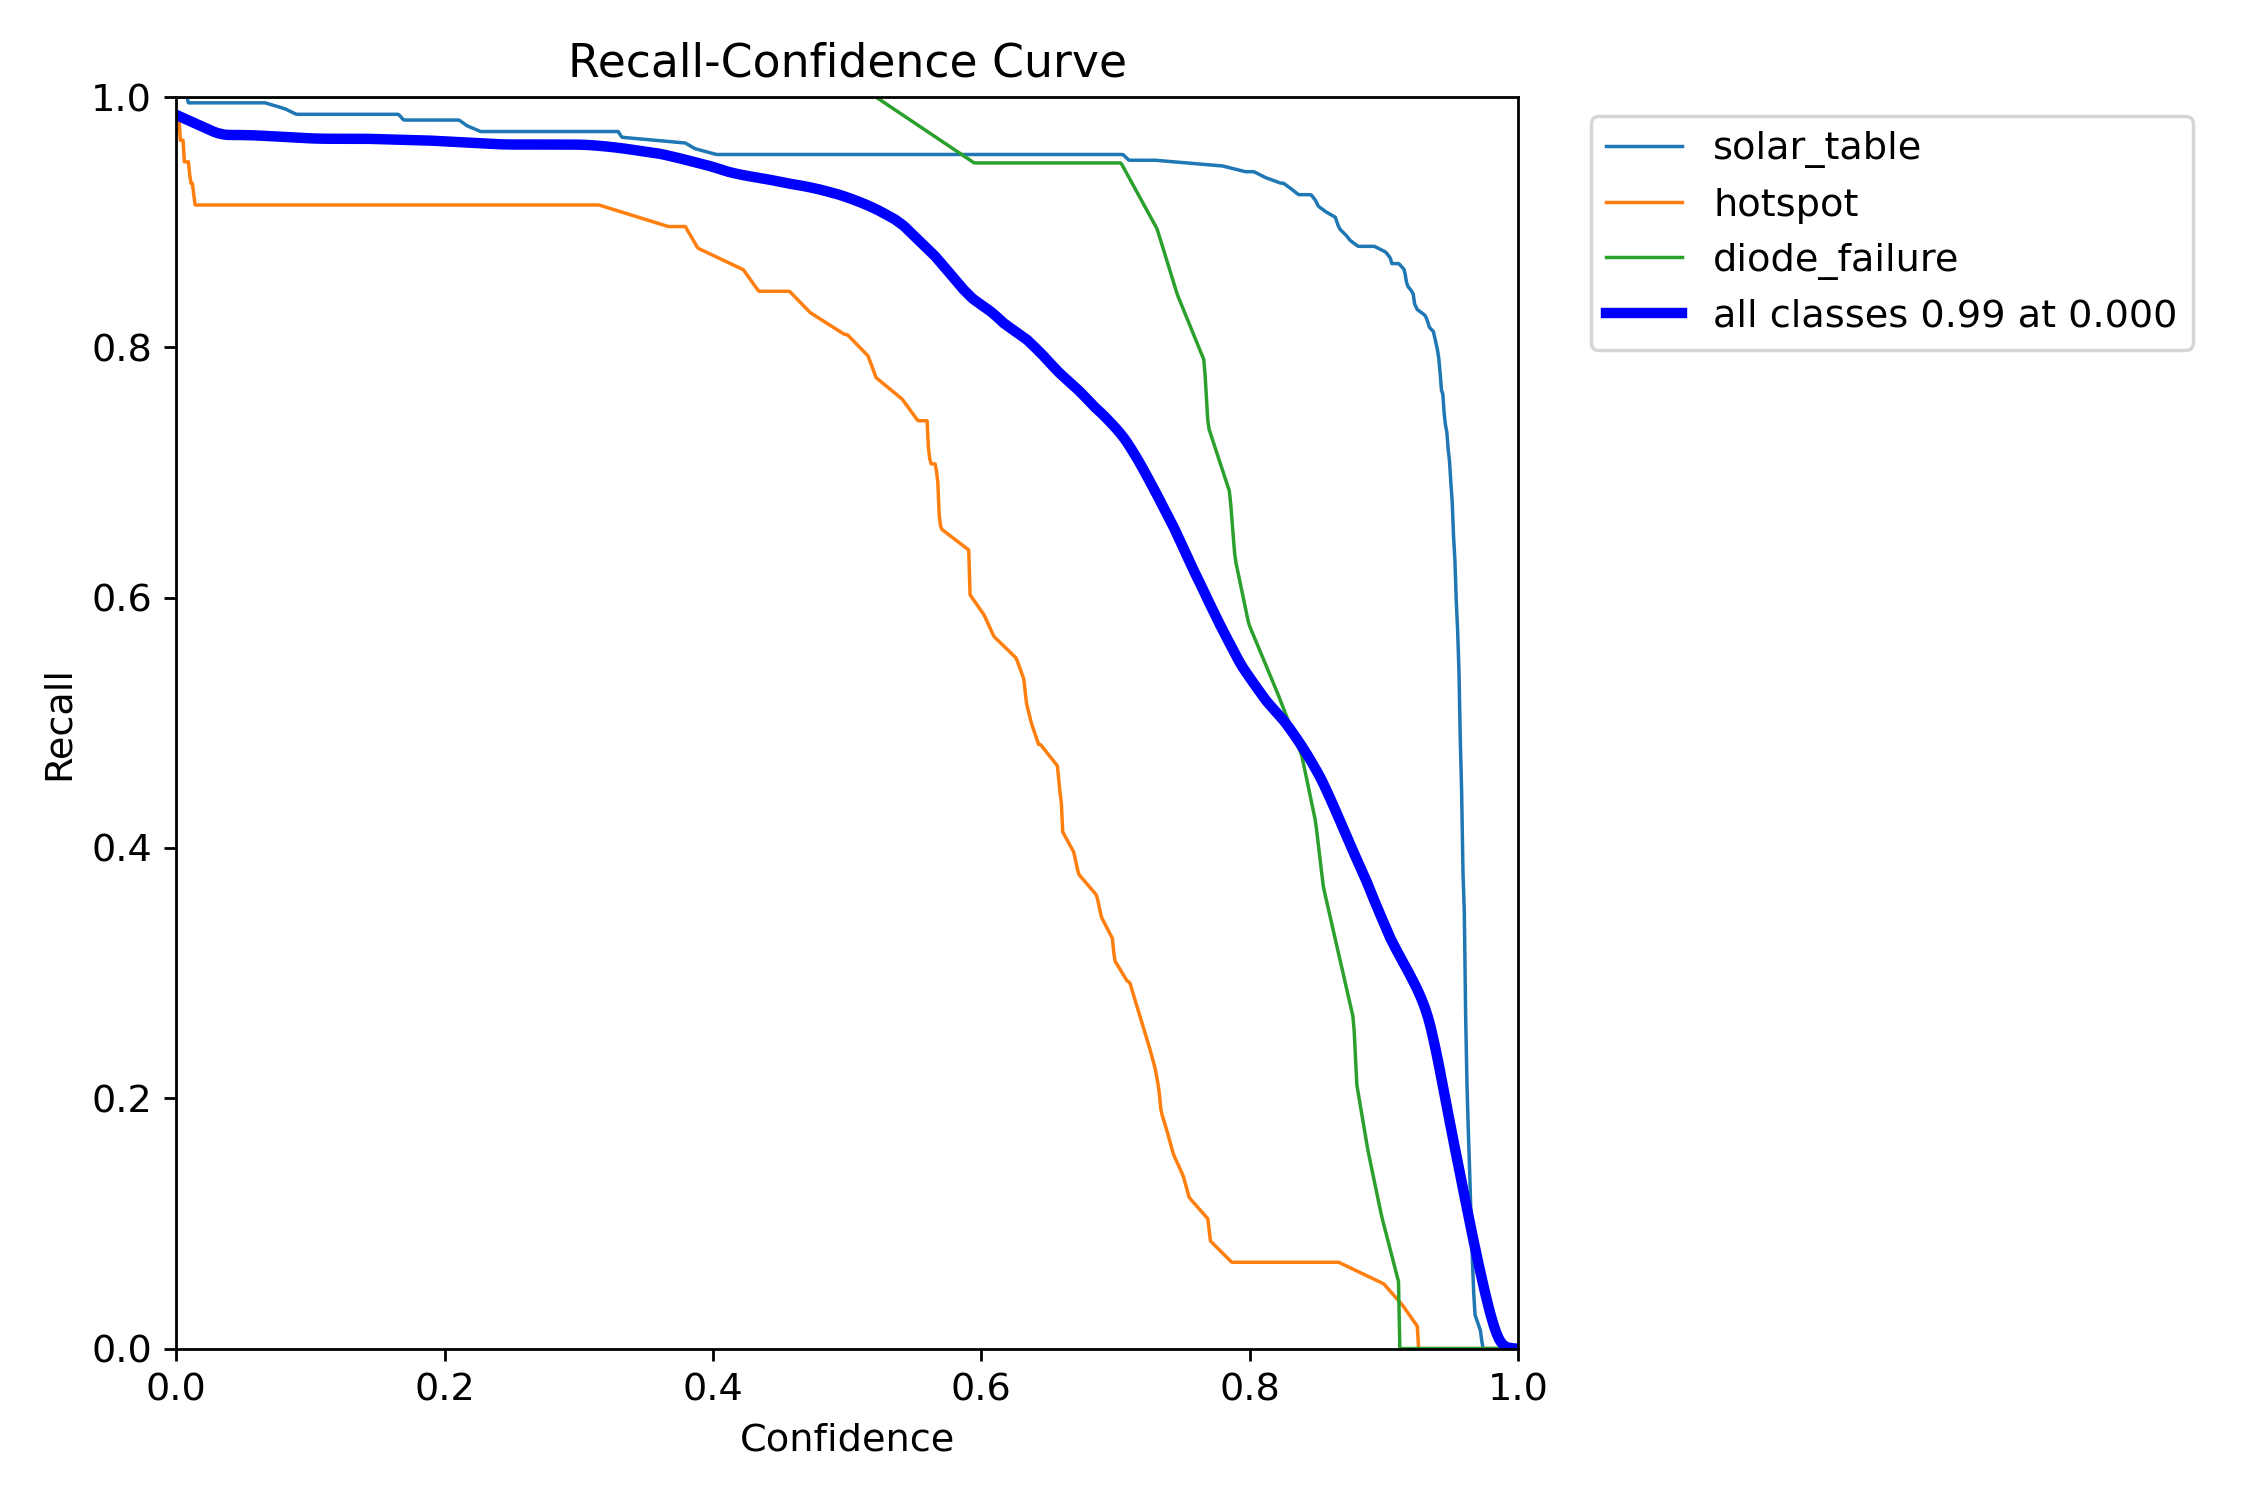 Recall-Confidence Curve
1.0
0.8
0.6
0.4
0.2
0.0
Recall
0.0 0.2 0.4 0.6 0.8 1.0
Confidence
solar_table
hotspot
diode_failure
all classes 0.99 at 0.000